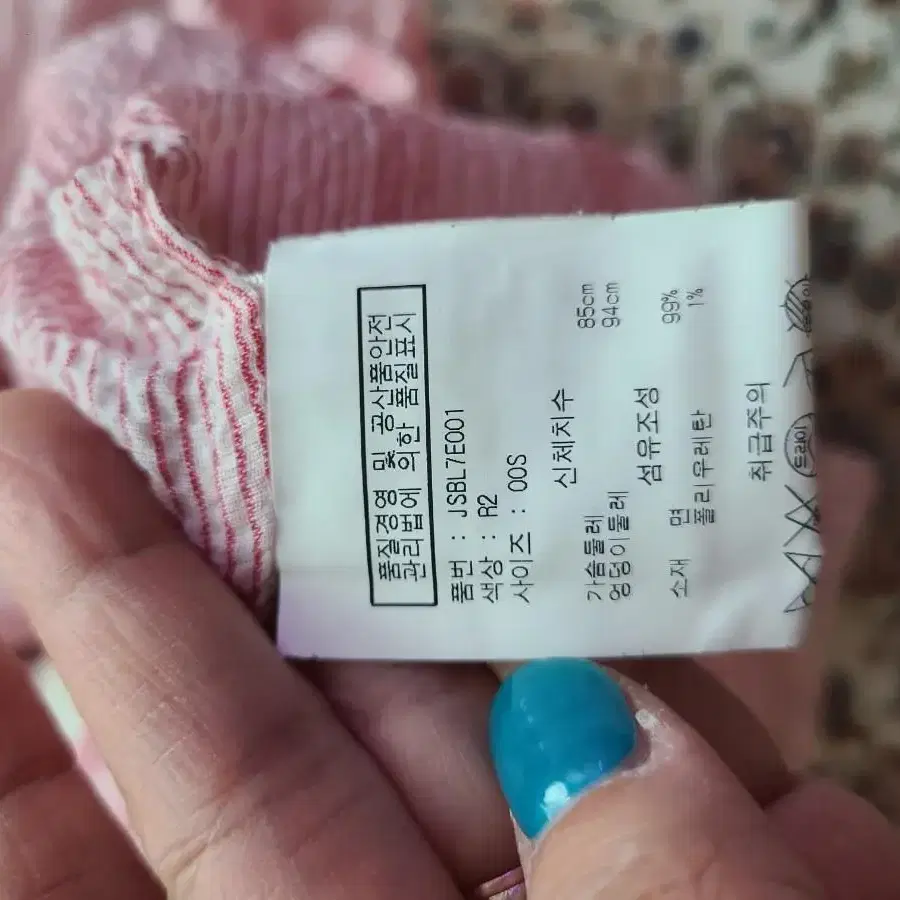 품질경영 및 공산품안전
관리법에 의한 품질표시
품번 : JSBL7E001
색상 : R2
사이즈 : 00S
신체치수
가슴둘레 85cm
엉덩이둘레 94cm
섬유조성
소재 면 99%
폴리우레탄 1%
취급주의
드라이